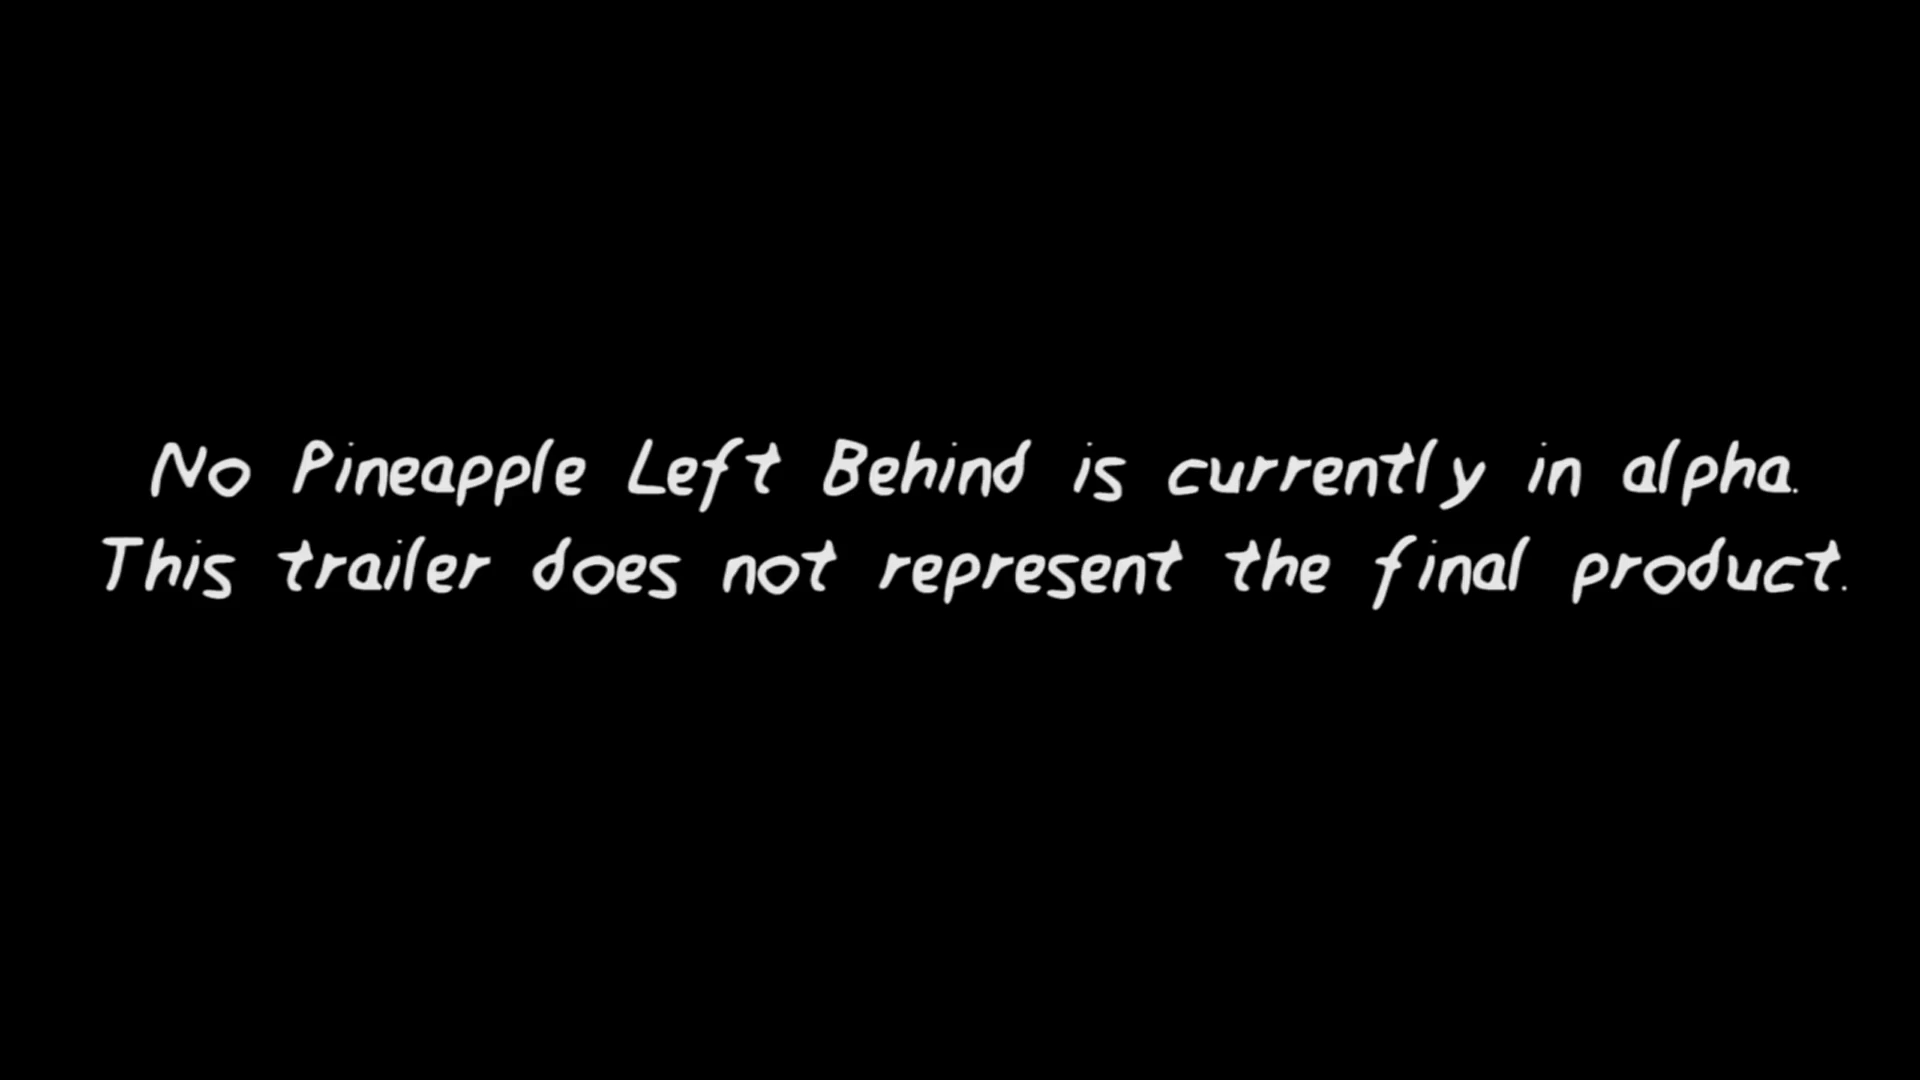 No Pineapple Left Behind is currently in alpha.
This trailer does not represent the final product.